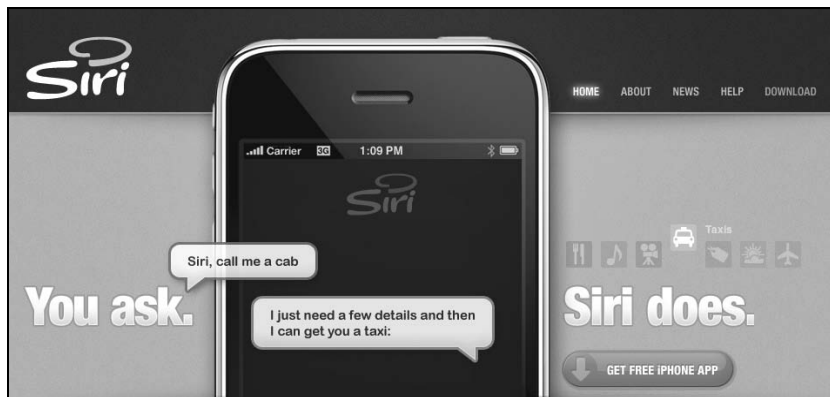 Siri
HOME ABOUT NEWS HELP DOWNLOAD
Carrier 3G 1:09 PM
Siri
Taxis
Siri, call me a cab
You ask.
I just need a few details and then
I can get you a taxi:
Siri does.
GET FREE iPHONE APP